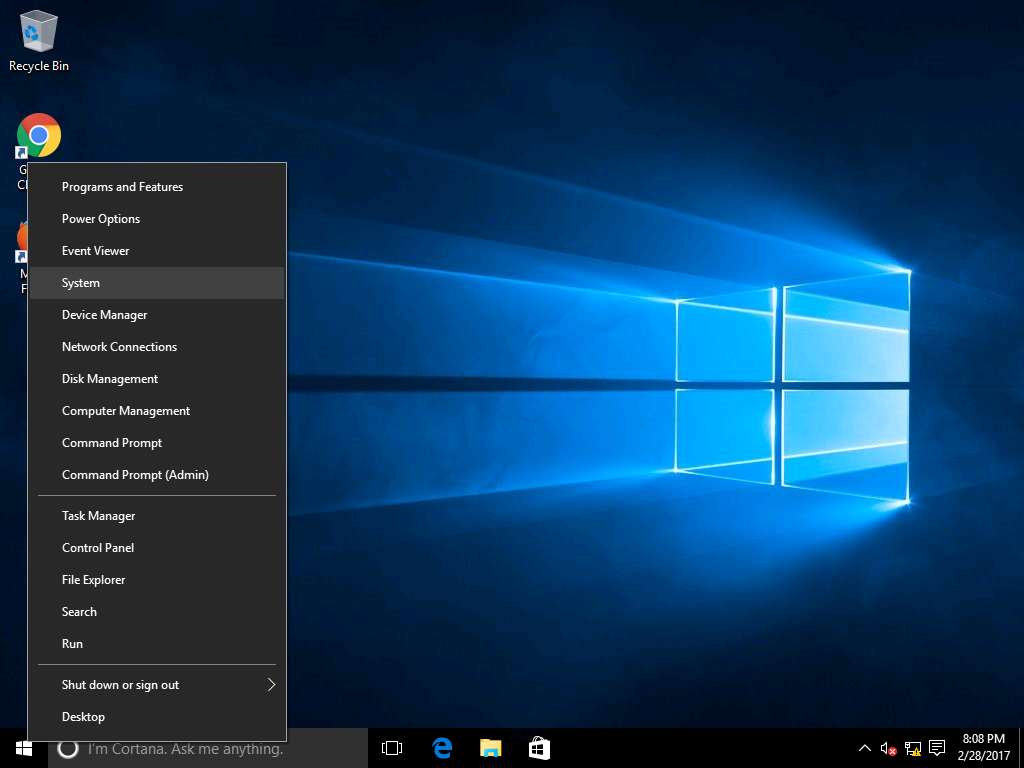 Recycle Bin
G
C
M
F
Programs and Features
Power Options
Event Viewer
System
Device Manager
Network Connections
Disk Management
Computer Management
Command Prompt
Command Prompt (Admin)
Task Manager
Control Panel
File Explorer
Search
Run
Shut down or sign out
Desktop
I'm Cortana. Ask me anything.
8:08 PM
2/28/2017